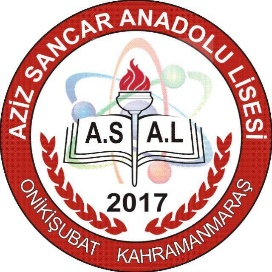 AZİZ SANCAR ANADOLU LİSESİ
A.S A.L
2017
ONİKİŞUBAT KAHRAMANMARAŞ